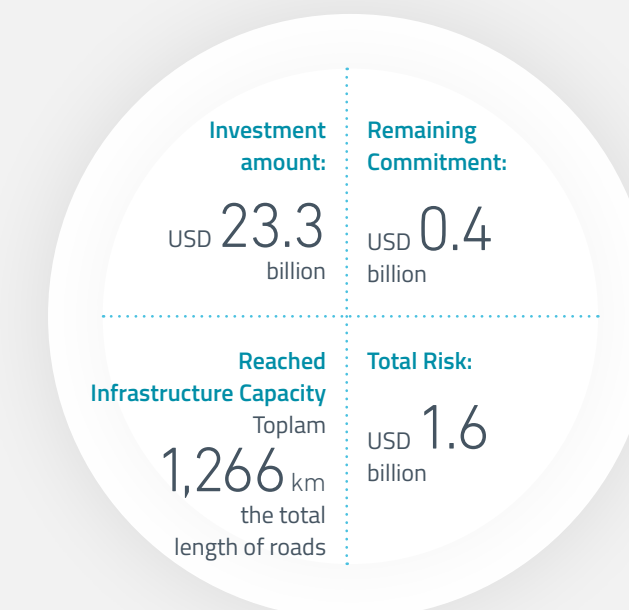 Investment
amount:
USD 23.3
billion
Remaining
Commitment:
USD 0.4
billion
Reached
Infrastructure Capacity
Toplam
1,266 km
the total
length of roads
Total Risk:
USD 1.6
billion